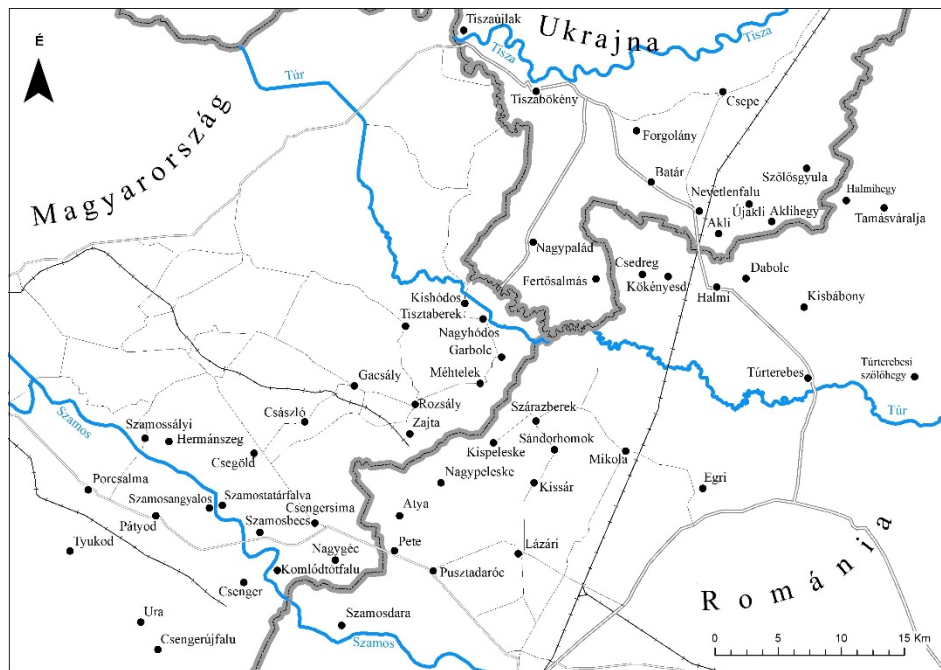 Tiszaújlak
Ukrajna
É
Tisza
Tisza
Túr
Tiszabökény
Csepe
Magyarország
Forgolány
Batár
Szőlősgyula
Nevetlenfalu
Halmihegy
Újakli
Aklihegy
Tamásváralja
Akli
Nagypalád
Csedreg
Dabolc
Fertősalmás
Kökényesd
Halmi
Kisbábony
Kishódos
Tisztaberek
Nagyhódos
Garbolc
Méhtelek
Túrterebes
Túrterebesi
szőlőhegy
Gacsály
Rozsály
Túr
Szamos
Császló
Szárazberek
Zajta
Szamossályi
Hermánszeg
Kispeleske
Sándorhomok
Mikola
Csegöld
Nagypeleske
Kissár
Egri
Porcsalma
Szamosangyalos
Szamostatárfalva
Csengersima
Atya
Pátyod
Szamosbecs
Tyukod
Nagygéc
Pete
Lázári
Komlódtótfalu
Pusztadaróc
Csenger
Románia
Ura
Szamosdara
Szamos
Csengerújfalu
0 5 10 15 Km